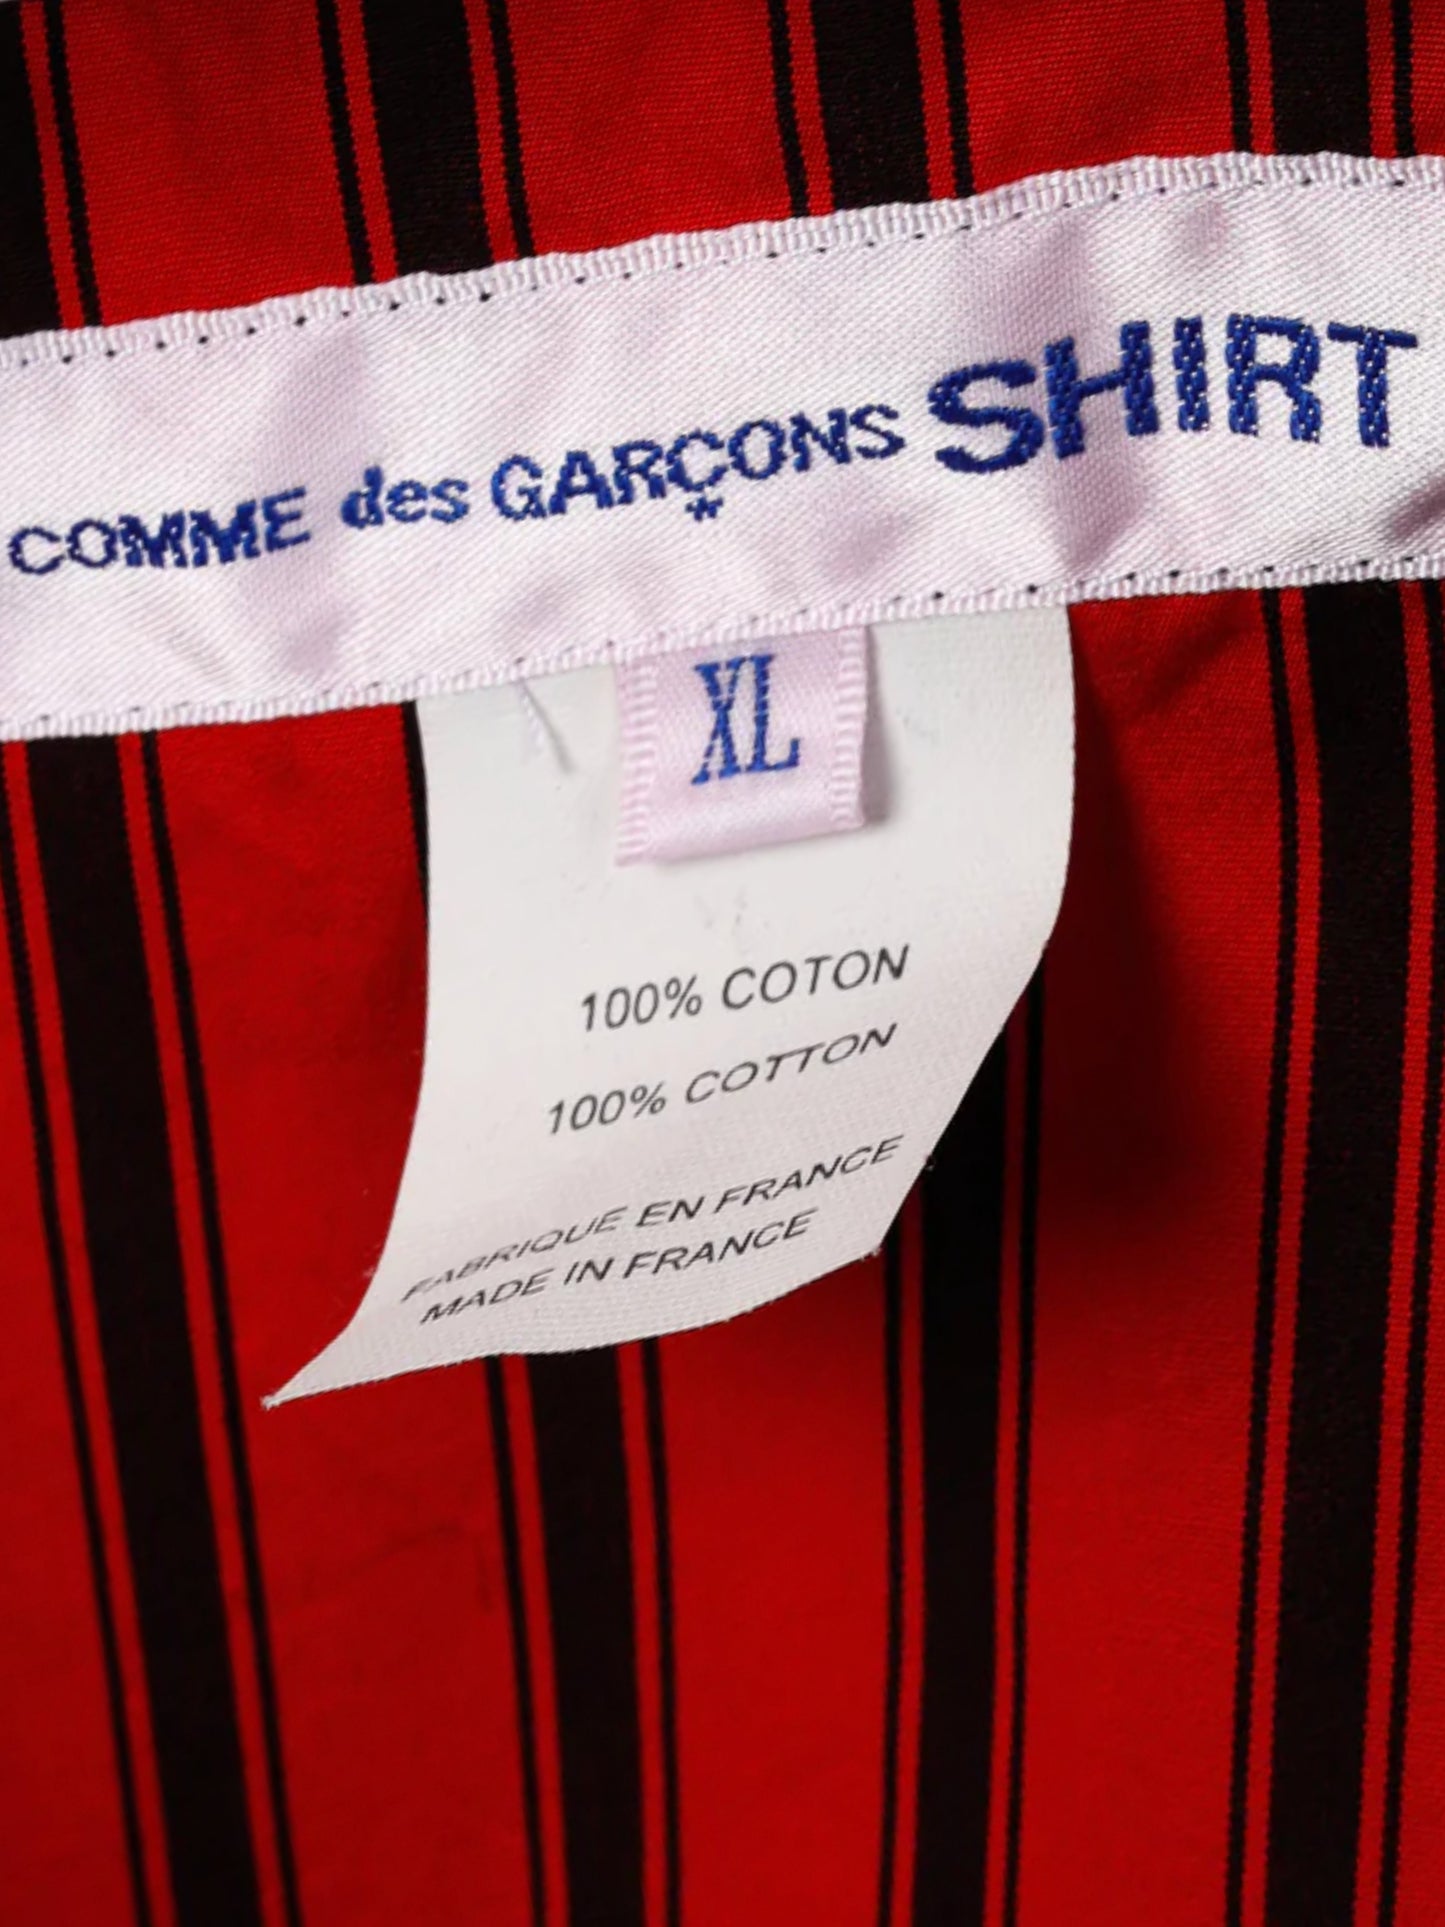 COMME des GARÇONS SHIRT
XL
100% COTON
100% COTTON
FABRIQUE EN FRANCE
MADE IN FRANCE